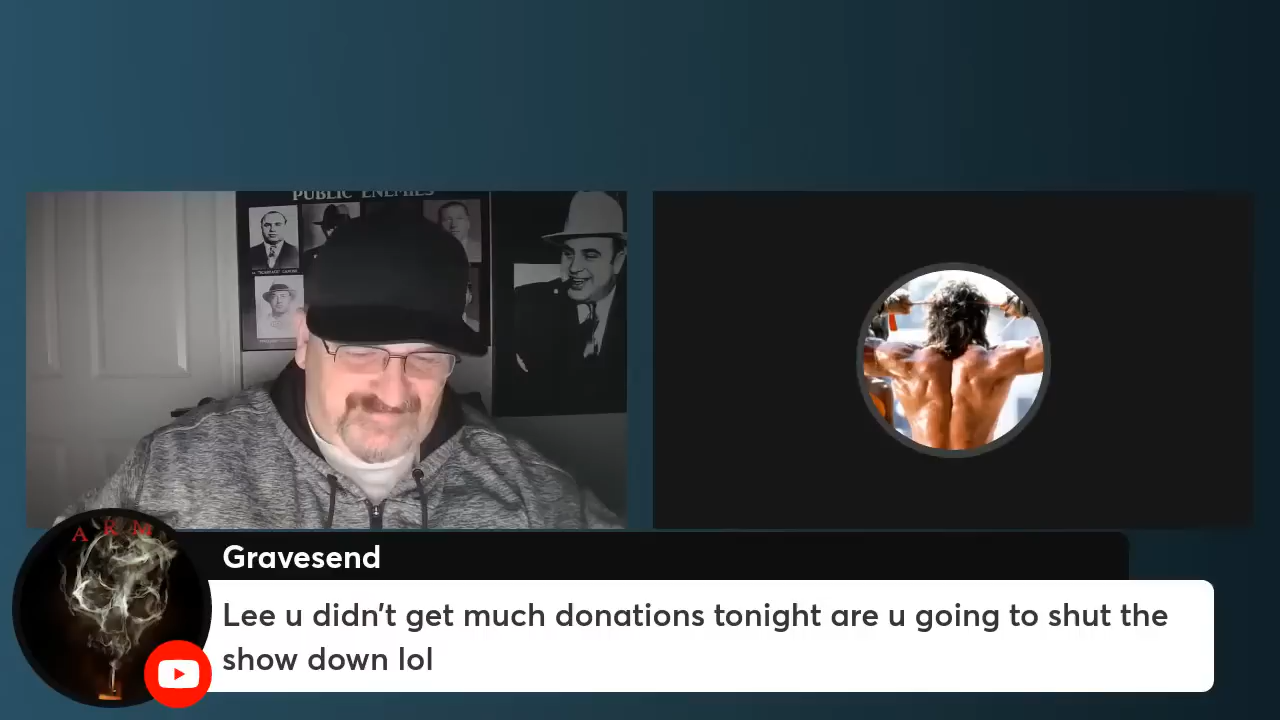 PUBLIC ENEMIES
A R M
Gravesend
Lee u didn't get much donations tonight are u going to shut the
show down lol